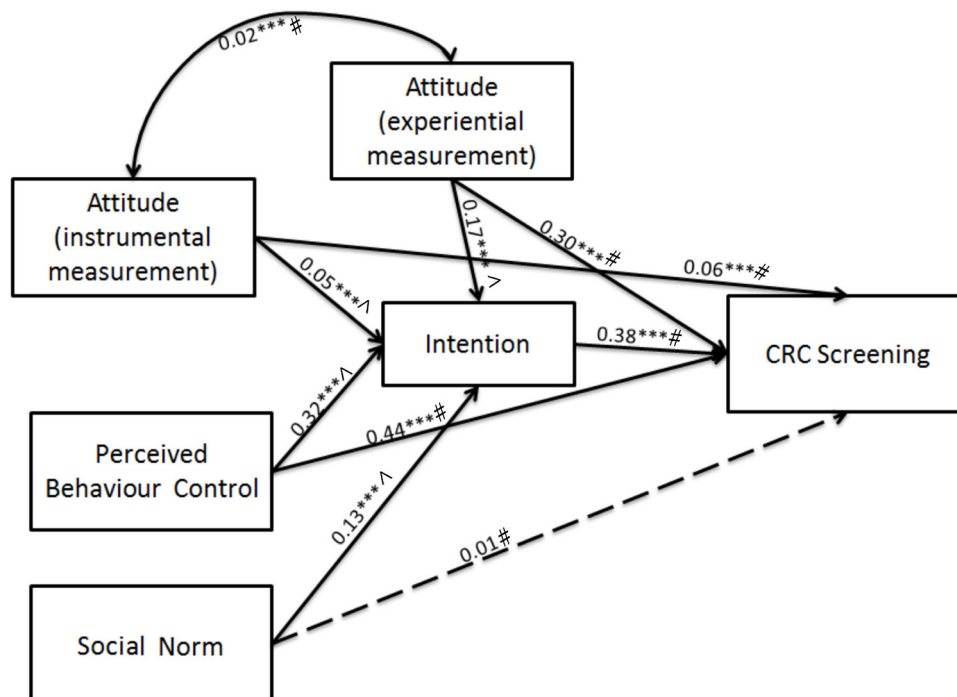 0.02***#
Attitude
(experiential
measurement)
Attitude
(instrumental
measurement)
0.17***^
0.30***#
0.06***#
0.05***^
Intention
0.38***#
CRC Screening
0.32***^
0.44***#
Perceived
Behaviour Control
0.13***^
0.01#
Social Norm